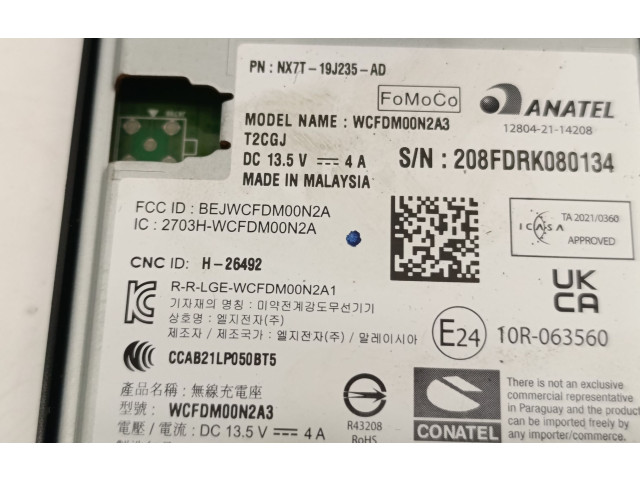 PN : NX7T-19J235-AD
FoMoCo
ANATEL
12804-21-14208
MODEL NAME : WCFDM00N2A3
T2CGJ
DC 13.5V ⎓ 4 A
MADE IN MALAYSIA
S/N : 208FDRK080134
FCC ID : BEJWCFDM00N2A
IC : 2703H-WCFDM00N2A
ICASA
TA 2021/0360
APPROVED
CNC ID: H-26492
R-R-LGE-WCFDM00N2A1
기자재의 명칭 : 미약전계강도무선기기
상호명 : 엘지전자(주)
제조자 / 제조국가 : 엘지전자(주) / 말레이시아
UK
CA
E24
10R-063560
CCAB21LP050BT5
產品名稱 : 無線充電座
型號 : WCFDM00N2A3
電壓 / 電流 : DC 13.5V ⎓ 4 A
R43208
RoHS
CONATEL
There is not an exclusive
commercial representative
in Paraguay and the product
can be imported by
any importer/commerce.